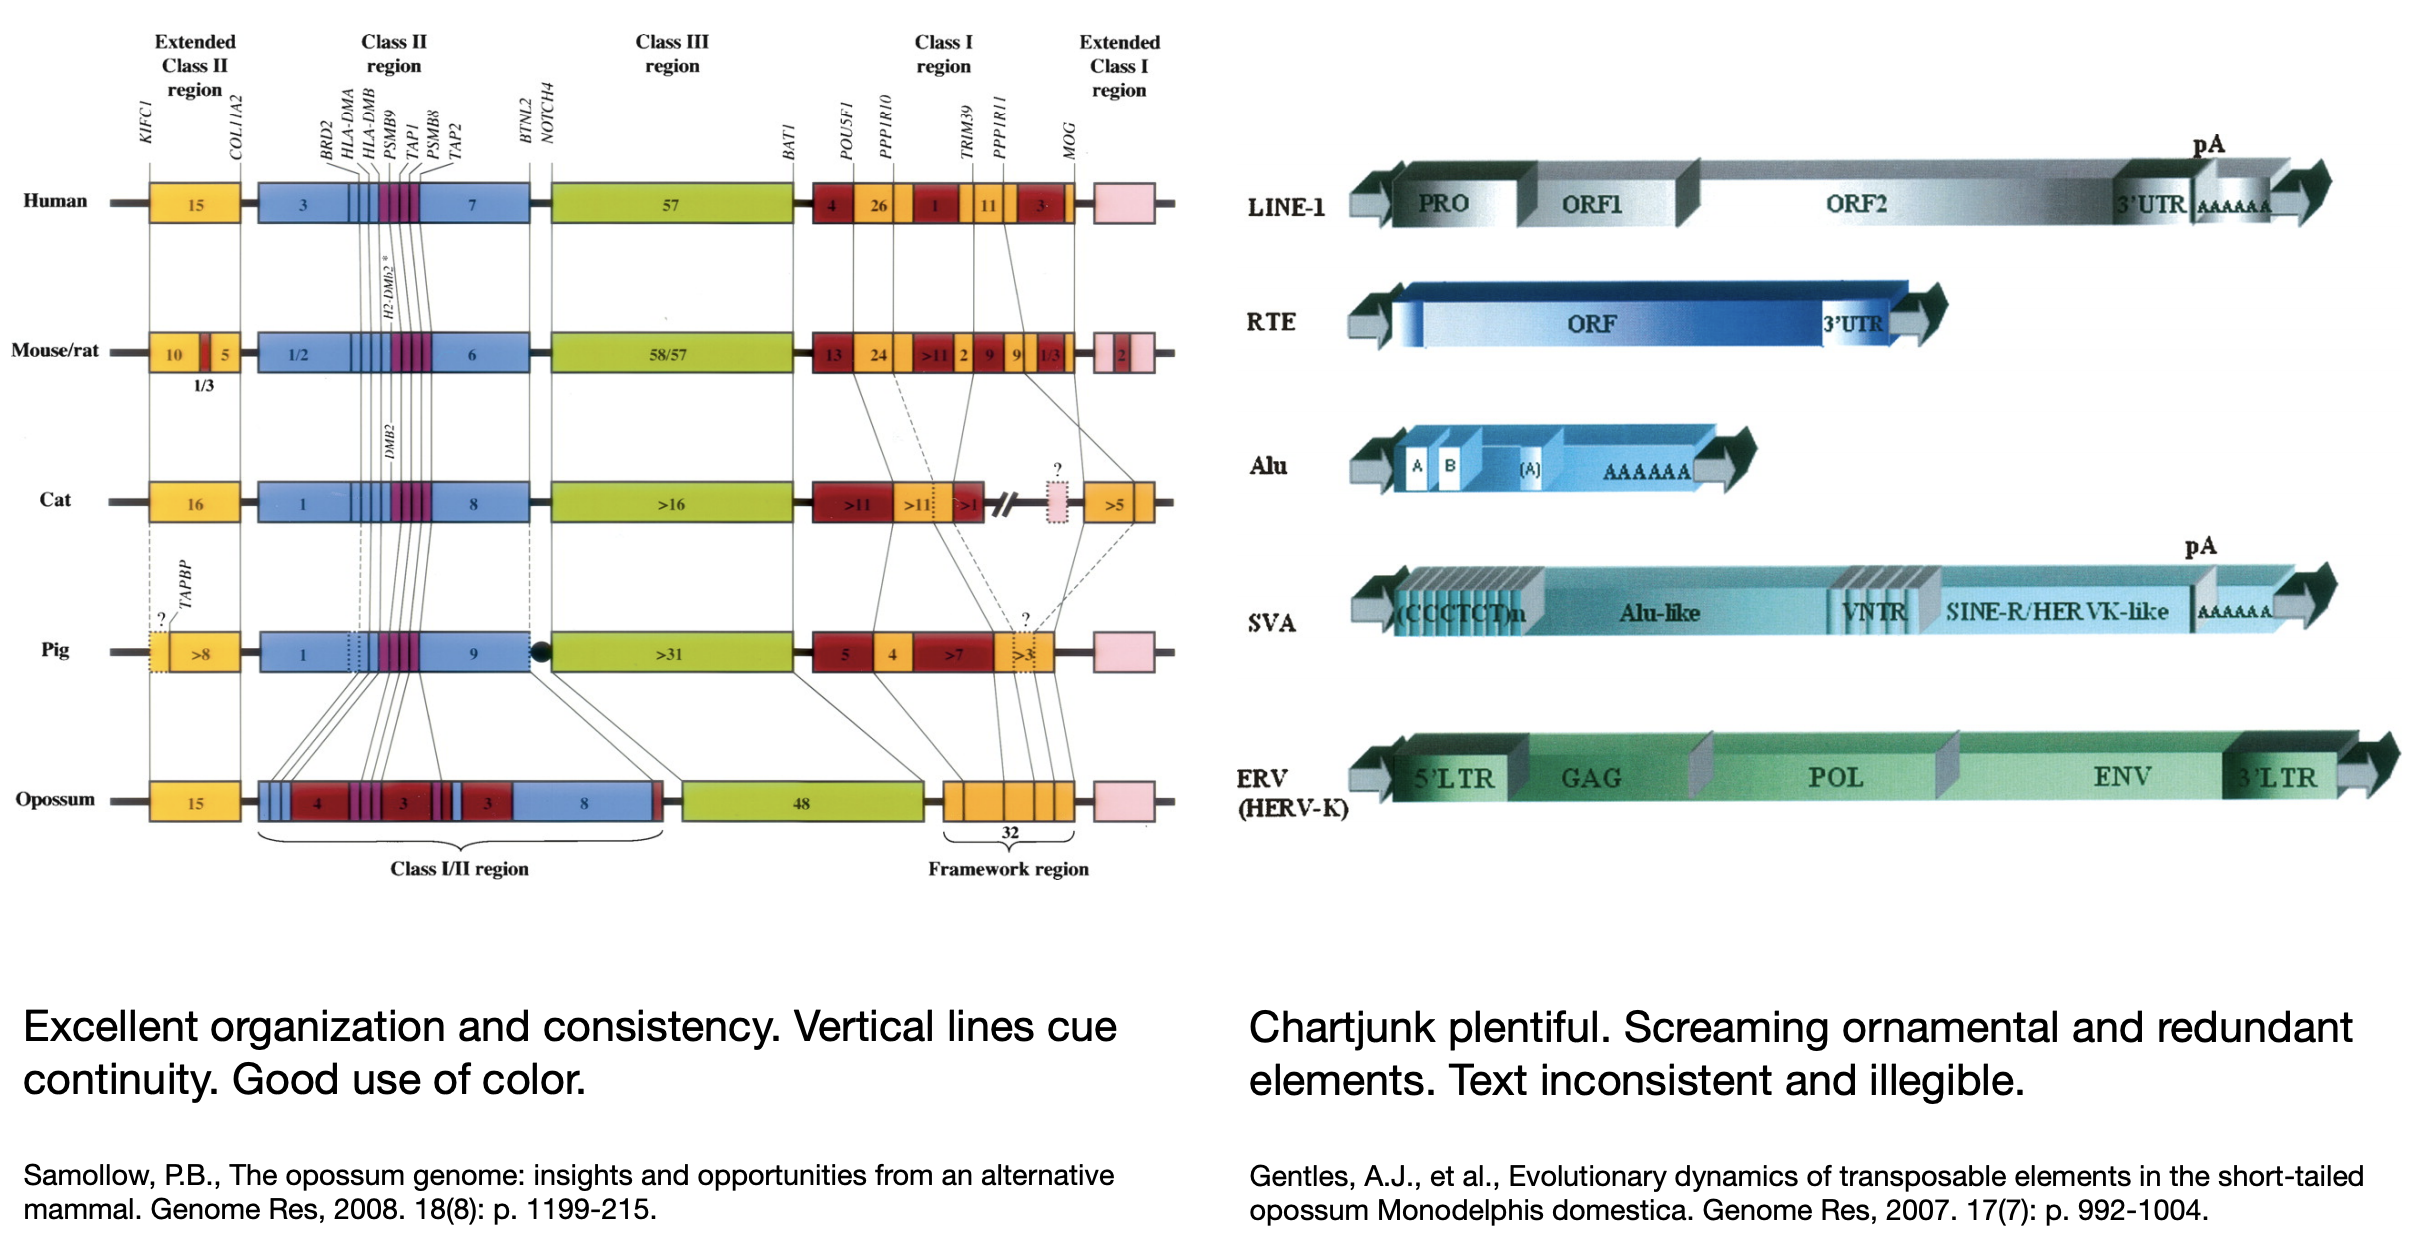 Extended
Class II
region
Class II
region
Class III
region
Class I
region
Extended
Class I
region
KIFC1
COL11A2
BRD2
HLA-DMA
HLA-DMB
PSMB9
TAP1
PSMB8
TAP2
BTNL2
NOTCH4
BAT1
POU5F1
PPP1R10
TRIM39
PPP1R11
MOG
Human 15 3 7 57 4 26 1 11 3
H2-DMb2 *
Mouse/rat 10 5 1/2 6 58/57 13 24 >11 2 9 9 1/3 2
1/3
DMB2
?
Cat 16 1 8 >16 >11 >11 >1 >5
? TAPBP ?
Pig >8 1 9 >31 5 4 >7 >3
Opossum 15 4 3 3 8 48
32
Class I/II region
Framework region
pA
LINE-1 PRO ORF1 ORF2 3’UTR AAAAAA
RTE ORF 3’UTR
Alu A B (A) AAAAAA
pA
SVA (CCCTCT)n Alu-like VNTR SINE-R/HERVK-like AAAAAA
ERV 5’LTR GAG POL ENV 3’LTR
(HERV-K)
Excellent organization and consistency. Vertical lines cue
continuity. Good use of color.
Samollow, P.B., The opossum genome: insights and opportunities from an alternative
mammal. Genome Res, 2008. 18(8): p. 1199-215.
Chartjunk plentiful. Screaming ornamental and redundant
elements. Text inconsistent and illegible.
Gentles, A.J., et al., Evolutionary dynamics of transposable elements in the short-tailed
opossum Monodelphis domestica. Genome Res, 2007. 17(7): p. 992-1004.